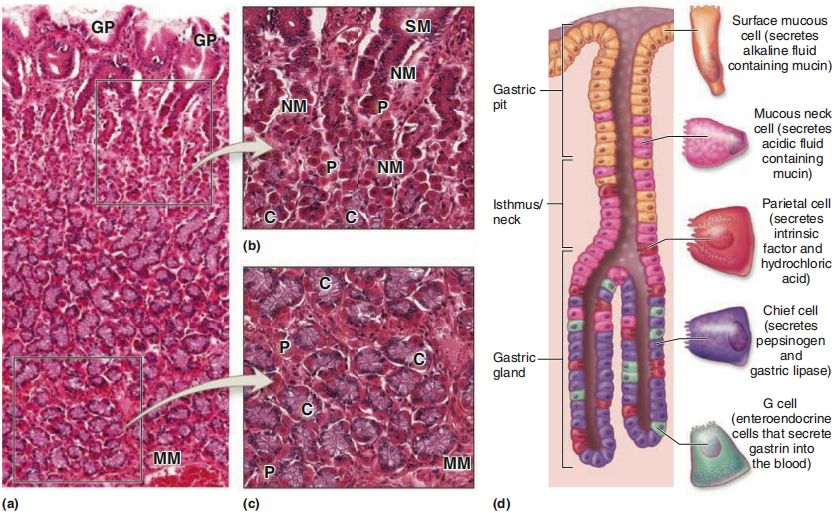 GP
GP
MM
(a)
SM
NM
NM
P
P
NM
C
C
(b)
C
P
C
C
P
MM
(c)
Gastric
pit
Isthmus/
neck
Gastric
gland
(d)
Surface mucous
cell (secretes
alkaline fluid
containing mucin)
Mucous neck
cell (secretes
acidic fluid
containing
mucin)
Parietal cell
(secretes
intrinsic
factor and
hydrochloric
acid)
Chief cell
(secretes
pepsinogen
and
gastric lipase)
G cell
(enteroendocrine
cells that secrete
gastrin into
the blood)